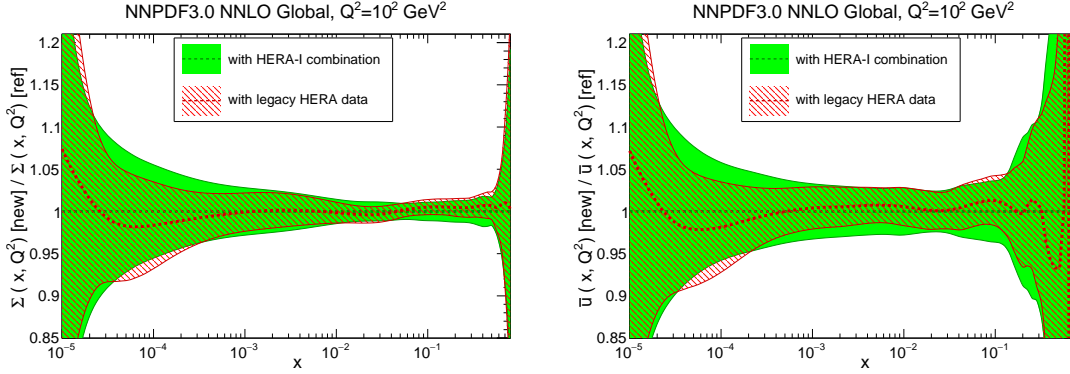 NNPDF3.0 NNLO Global, Q²=10² GeV²
Σ ( x, Q²) [new] / Σ ( x, Q²) [ref]
1.2
1.15
1.1
1.05
1
0.95
0.9
0.85
with HERA-I combination
with legacy HERA data
10⁻⁵ 10⁻⁴ 10⁻³ 10⁻² 10⁻¹
x
NNPDF3.0 NNLO Global, Q²=10² GeV²
u̅ ( x, Q²) [new] / u̅ ( x, Q²) [ref]
1.2
1.15
1.1
1.05
1
0.95
0.9
0.85
with HERA-I combination
with legacy HERA data
10⁻⁵ 10⁻⁴ 10⁻³ 10⁻² 10⁻¹
x